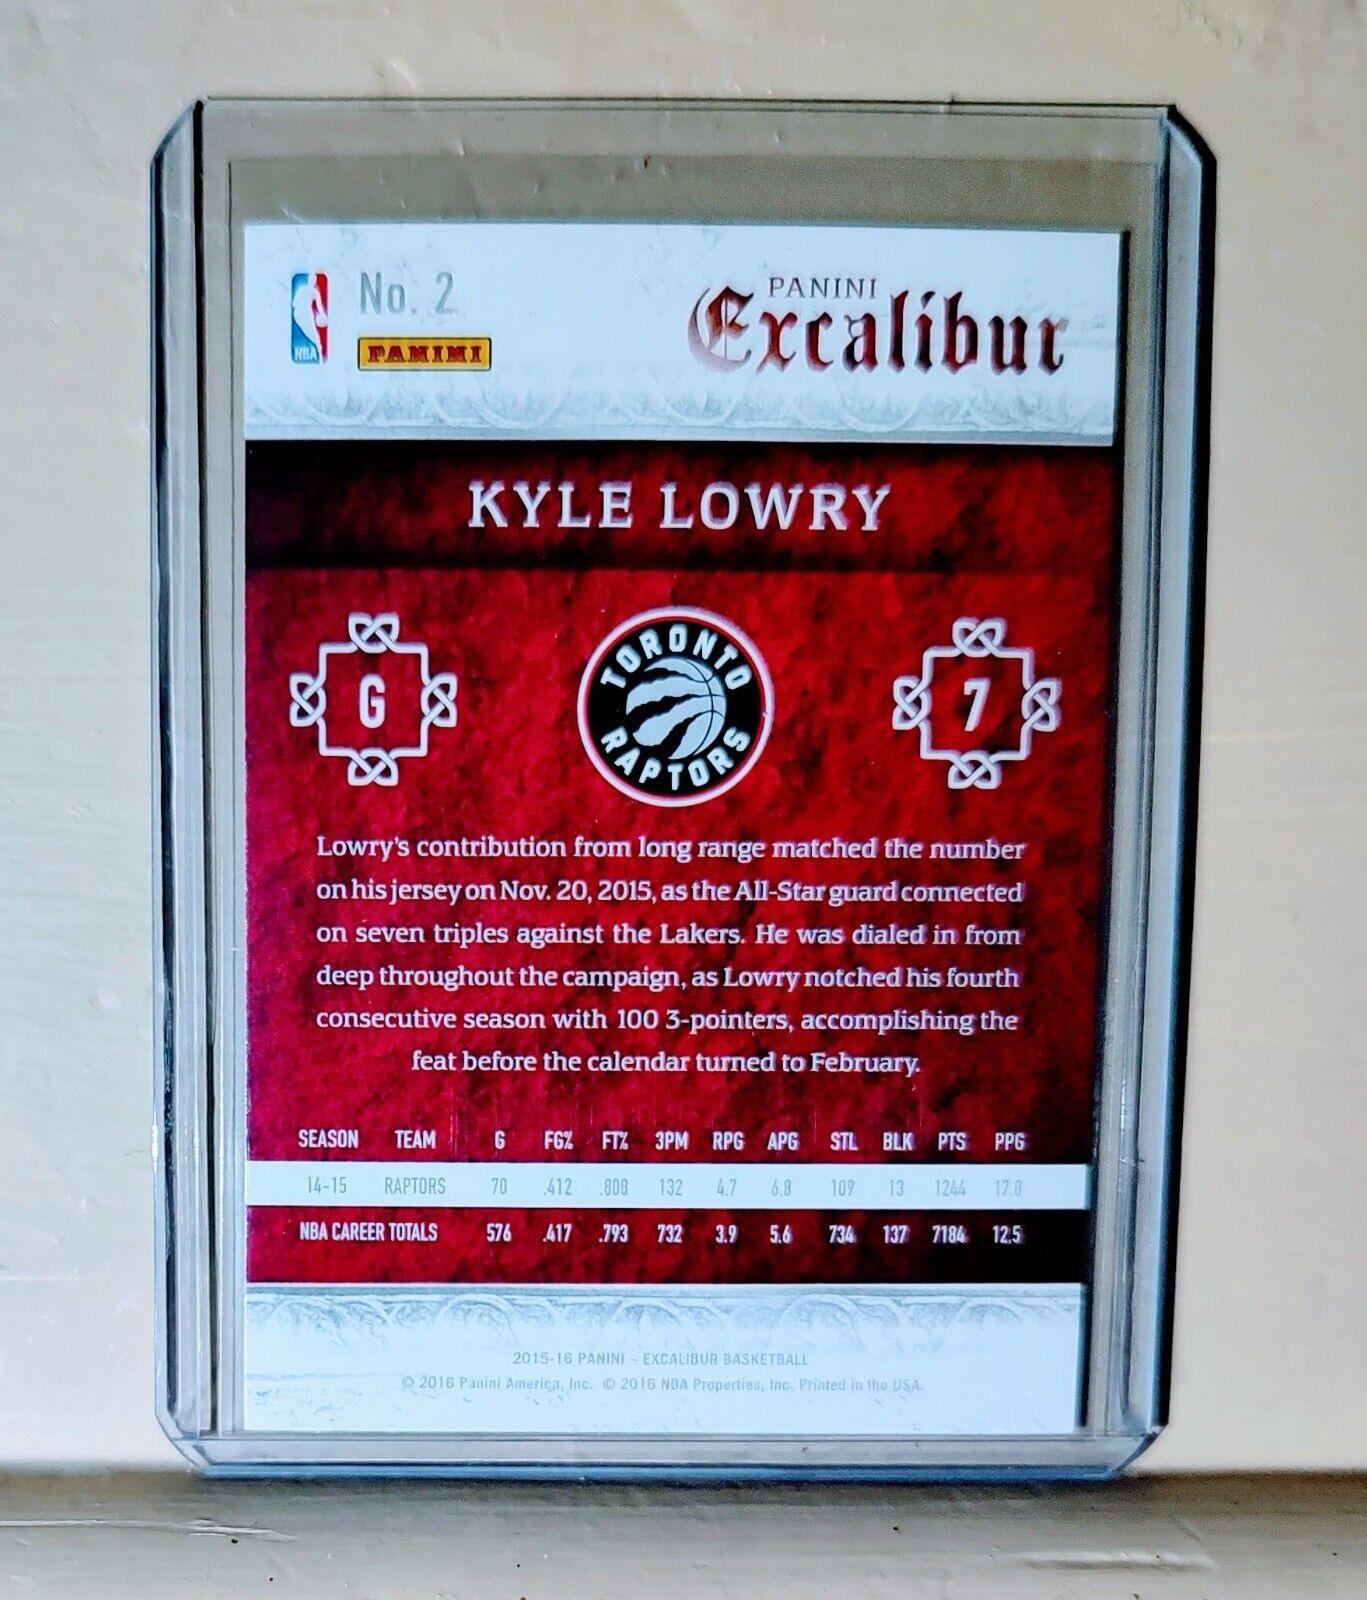 NBA
No. 2
PANINI
PANINI
Excalibur
KYLE LOWRY
G
TORONTO
RAPTORS
7
Lowry's contribution from long range matched the number
on his jersey on Nov. 20, 2015, as the All-Star guard connected
on seven triples against the Lakers. He was dialed in from
deep throughout the campaign, as Lowry notched his fourth
consecutive season with 100 3-pointers, accomplishing the
feat before the calendar turned to February.
SEASON TEAM G FG% FT% 3PM RPG APG STL BLK PTS PPG
14-15 RAPTORS 70 .412 .808 132 4.7 6.8 109 13 1244 17.8
NBA CAREER TOTALS 576 .417 .793 732 3.9 5.6 734 137 7184 12.5
2015-16 PANINI – EXCALIBUR BASKETBALL
© 2016 Panini America, Inc. © 2016 NBA Properties, Inc. Printed in the USA.